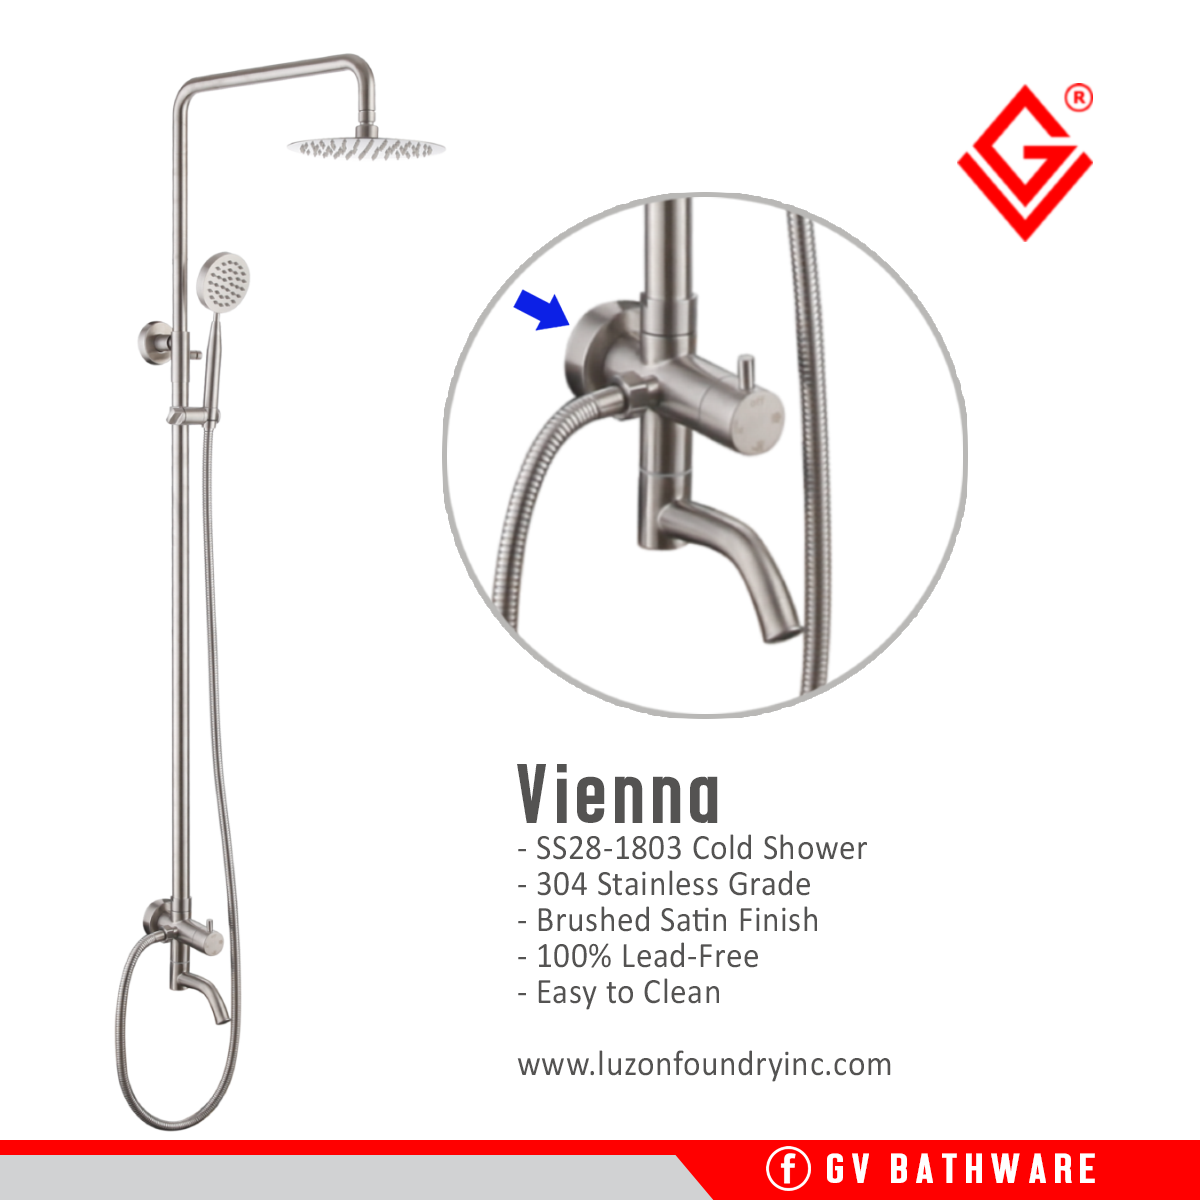 ®
Vienna
- SS28-1803 Cold Shower
- 304 Stainless Grade
- Brushed Satin Finish
- 100% Lead-Free
- Easy to Clean
www.luzonfoundryinc.com
f GV BATHWARE